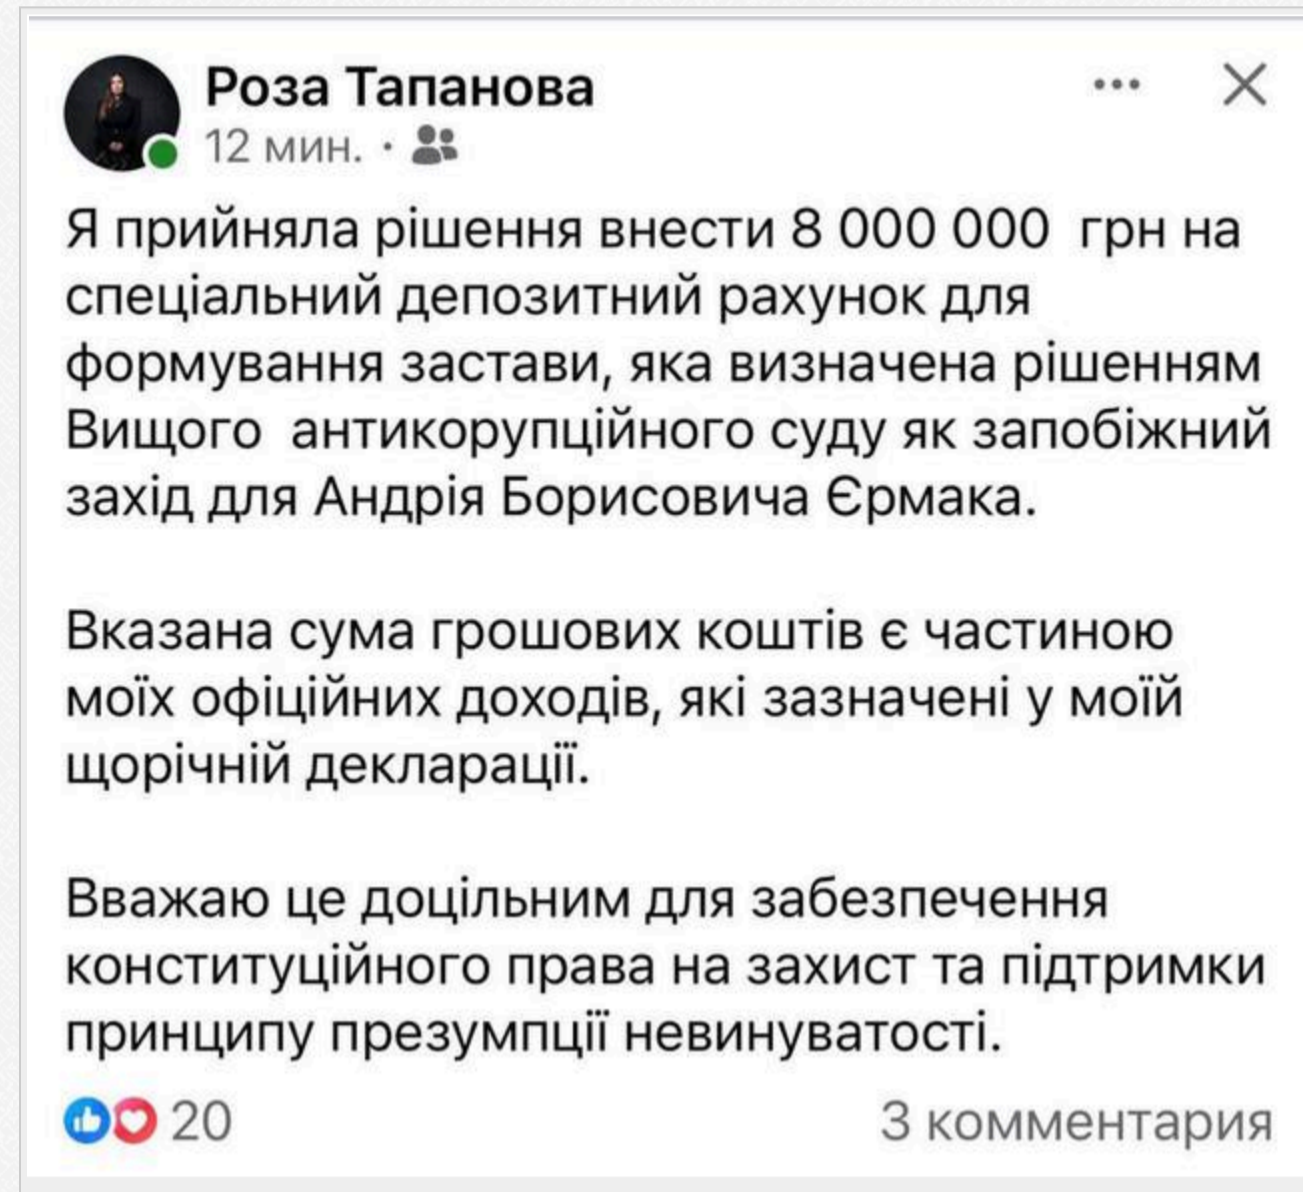 Роза Тапанова
12 мин. ·
Я прийняла рішення внести 8 000 000 грн на
спеціальний депозитний рахунок для
формування застави, яка визначена рішенням
Вищого антикорупційного суду як запобіжний
захід для Андрія Борисовича Єрмака.
Вказана сума грошових коштів є частиною
моїх офіційних доходів, які зазначені у моїй
щорічній декларації.
Вважаю це доцільним для забезпечення
конституційного права на захист та підтримки
принципу презумпції невинуватості.
20
3 комментария